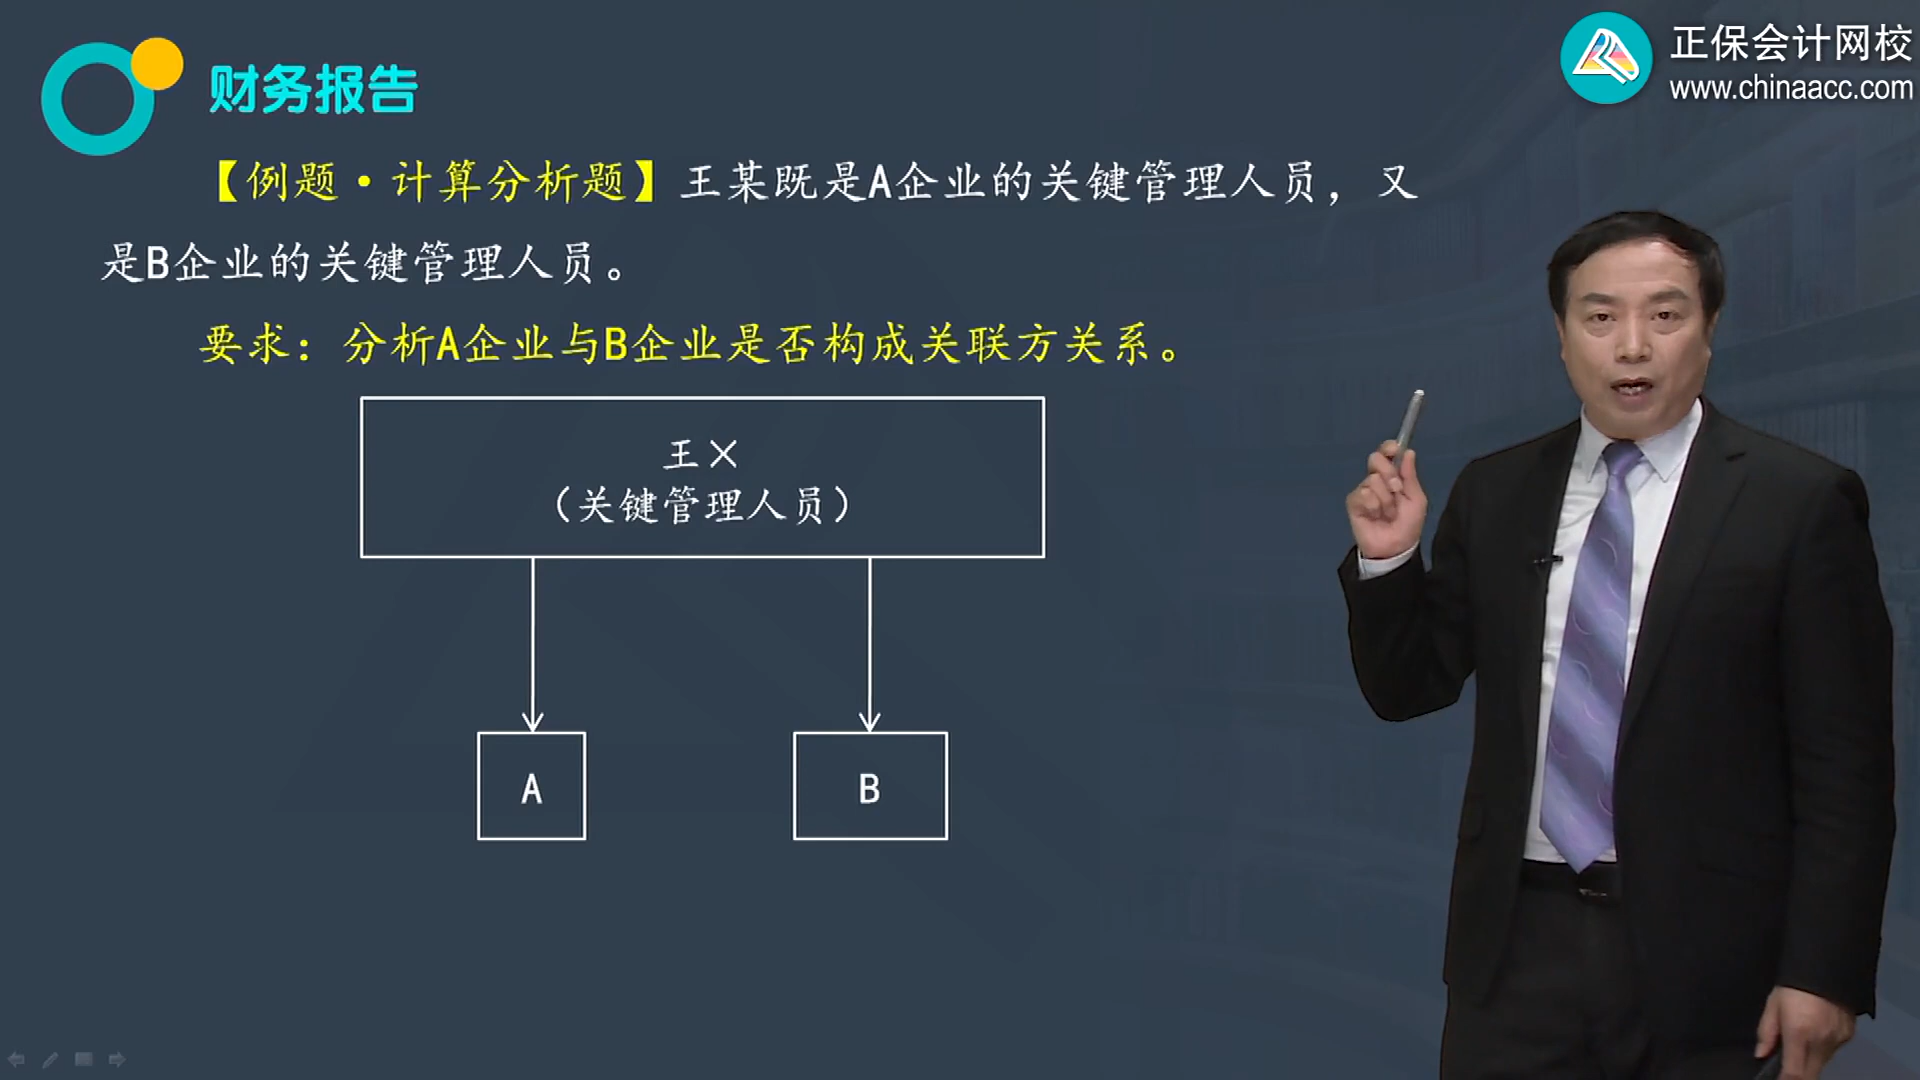 正保会计网校
www.chinaacc.com
财务报告
【例题·计算分析题】王某既是A企业的关键管理人员，又
是B企业的关键管理人员。
要求：分析A企业与B企业是否构成关联方关系。
王×
（关键管理人员）
A
B